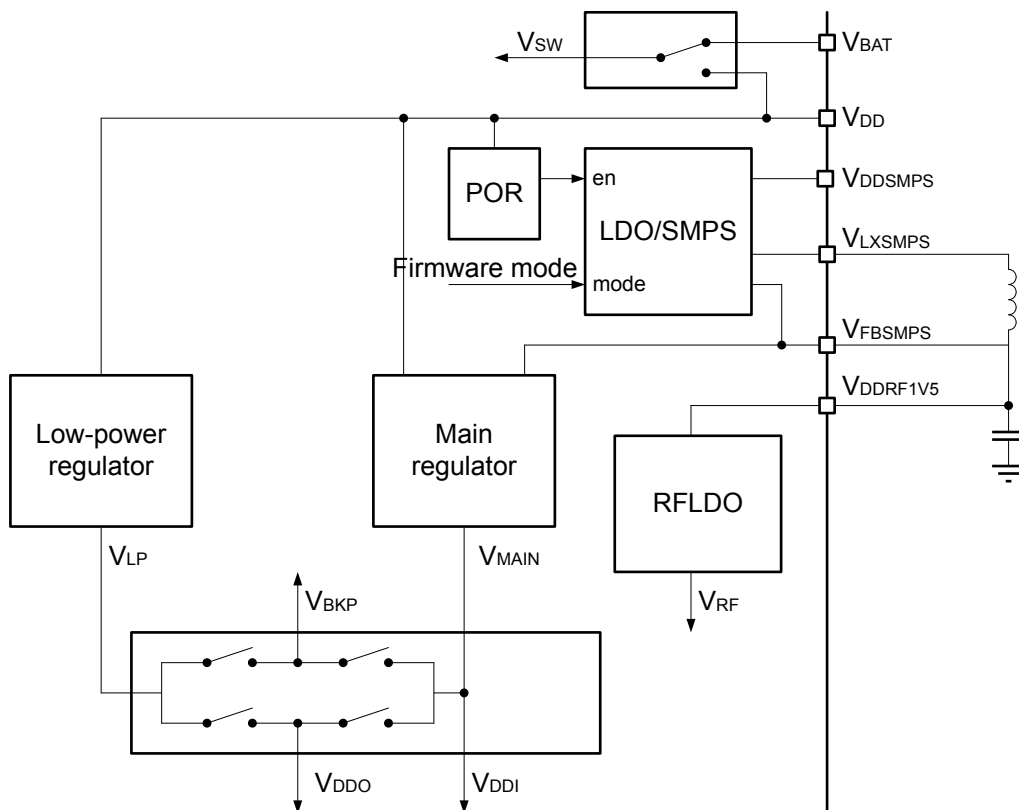 VSW
VBAT
VDD
VDDSMPS
POR
en
LDO/SMPS
Firmware mode
mode
VLXSMPS
VFBSMPS
VDDRF1V5
Low-power
regulator
Main
regulator
RFLDO
VLP
VMAIN
VRF
VBKP
VDDO
VDDI